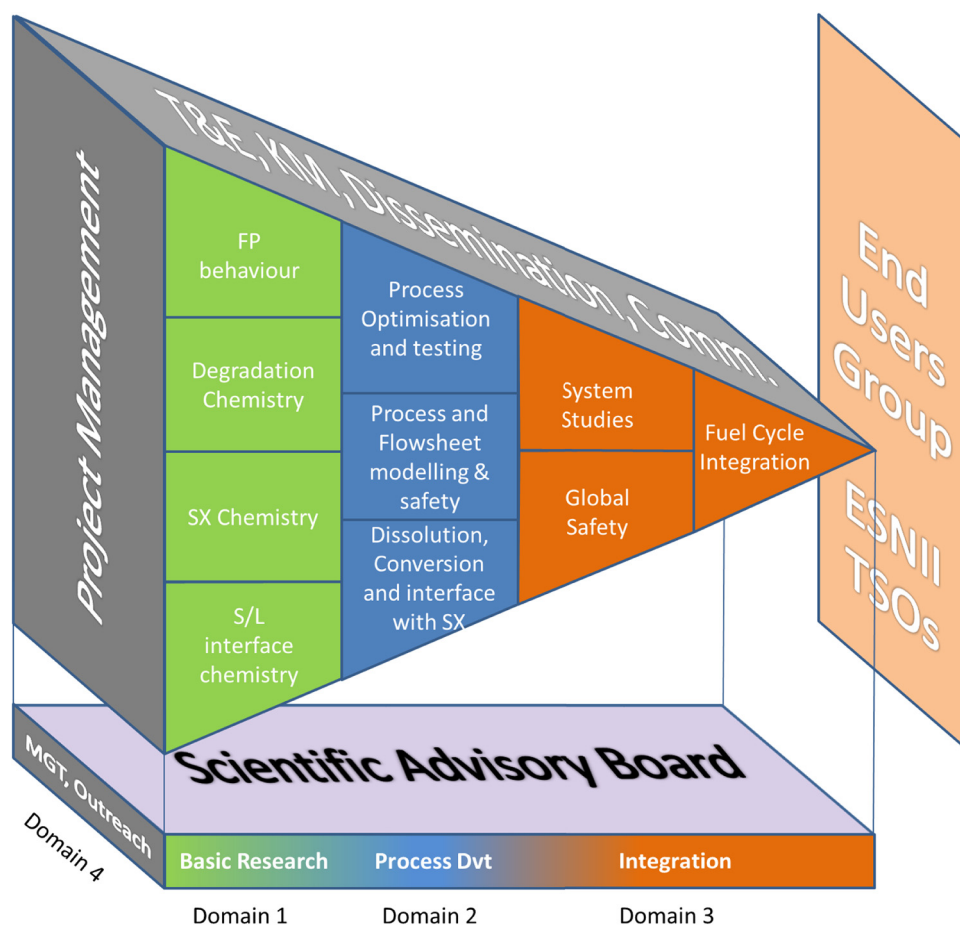 T&E,KM,Dissemination,Comm.
Project Management
FP
behaviour
Degradation
Chemistry
SX Chemistry
S/L
interface
chemistry
Process
Optimisation
and testing
Process and
Flowsheet
modelling &
safety
Dissolution,
Conversion
and interface
with SX
System
Studies
Global
Safety
Fuel Cycle
Integration
End
Users
Group
ESNII
TSOs
Scientific Advisory Board
MGT, Outreach
Domain 4
Basic Research
Process Dvt
Integration
Domain 1
Domain 2
Domain 3